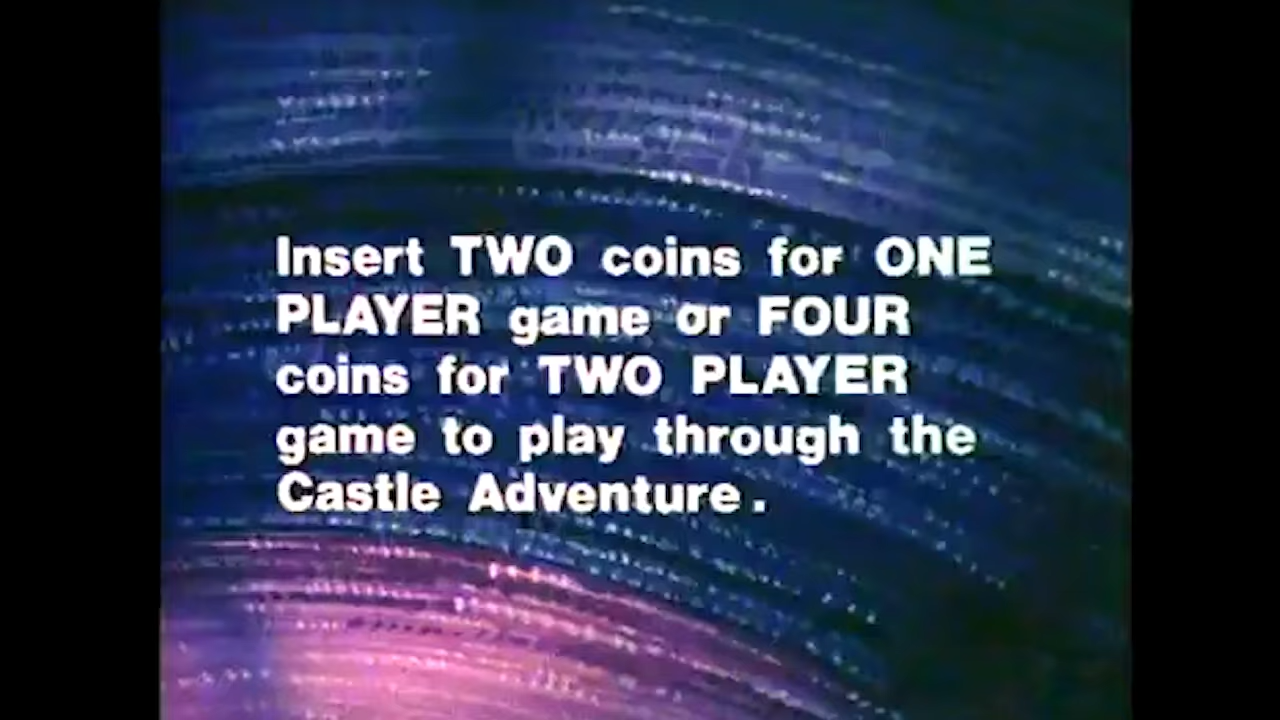 Insert TWO coins for ONE
PLAYER game or FOUR
coins for TWO PLAYER
game to play through the
Castle Adventure.